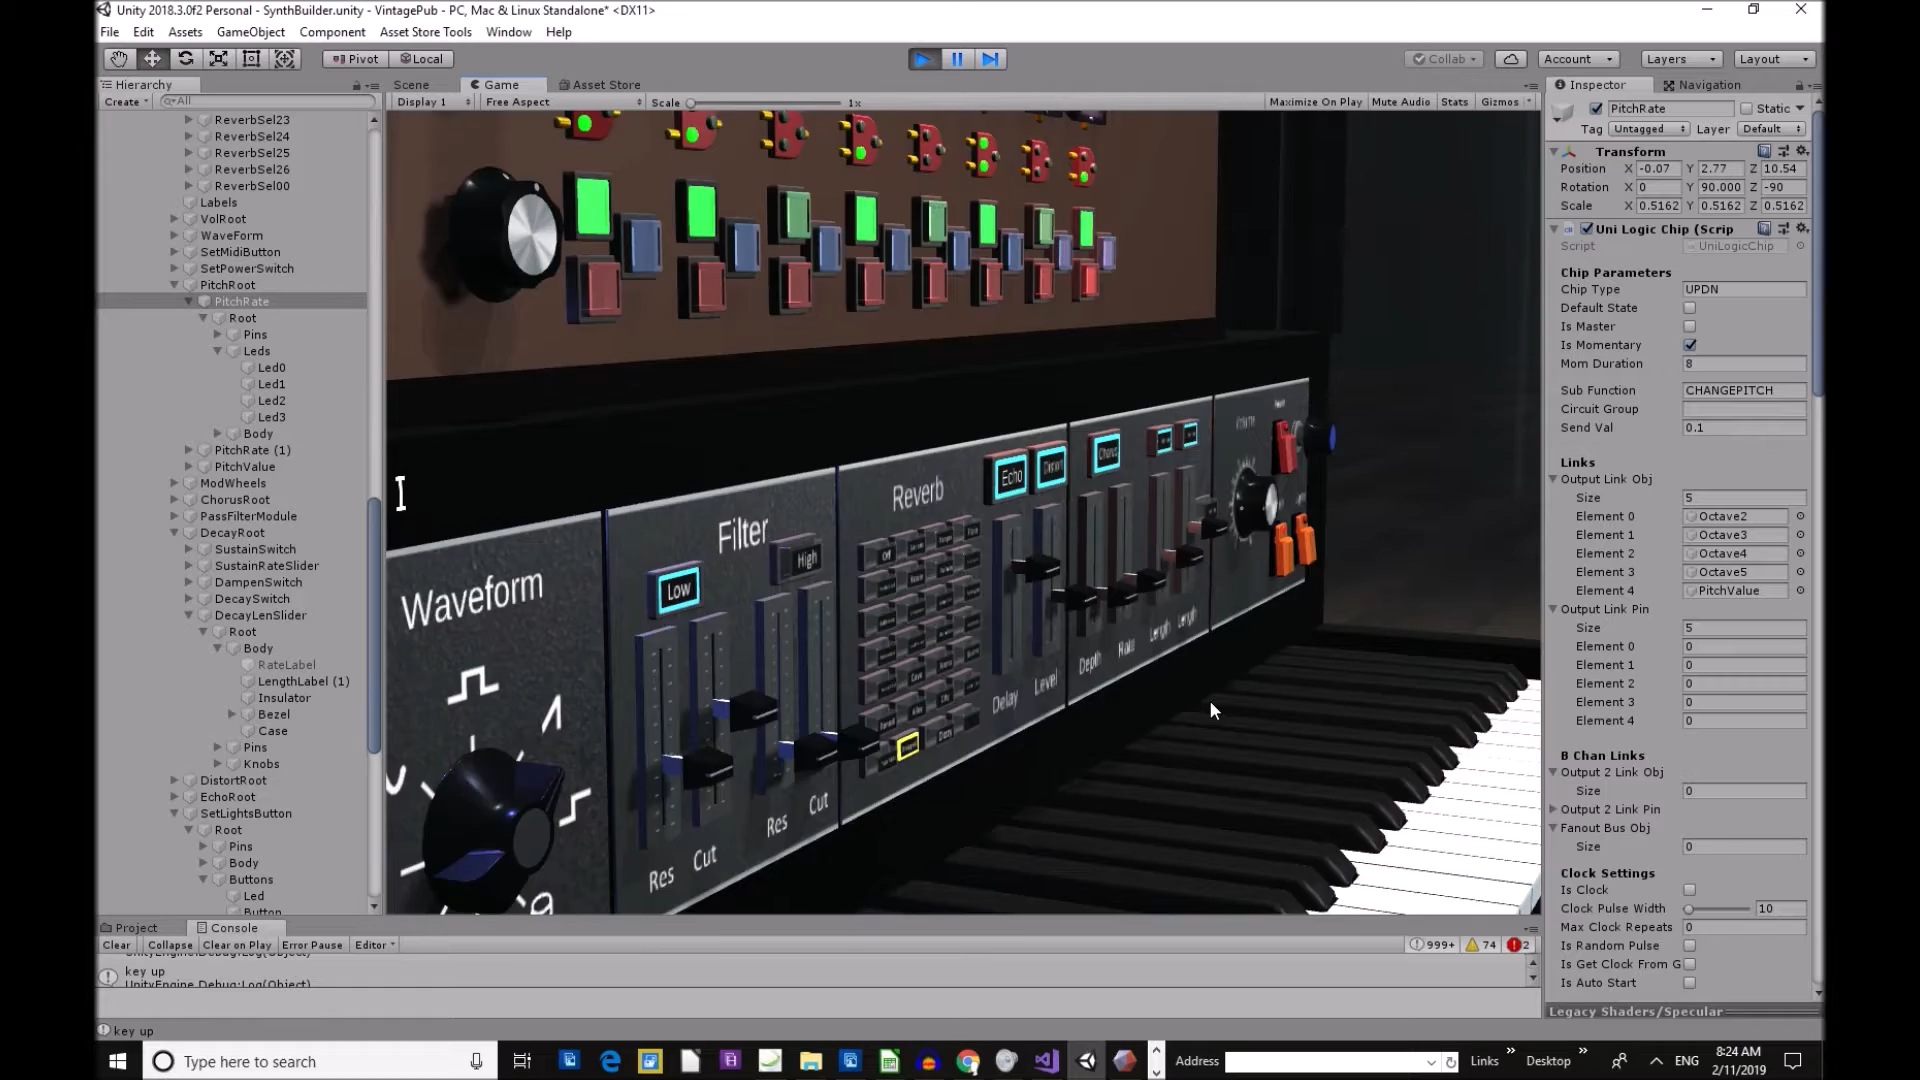 Unity 2018.3.0f2 Personal - SynthBuilder.unity - VintagePub - PC, Mac & Linux Standalone* <DX11>
File Edit Assets GameObject Component Asset Store Tools Window Help
Pivot Local Collab Account Layers Layout
Hierarchy
Create All
ReverbSel23
ReverbSel24
ReverbSel25
ReverbSel26
ReverbSel00
Labels
VolRoot
WaveForm
SetMidiButton
SetPowerSwitch
PitchRoot
PitchRate
Root
Pins
Leds
Led0
Led1
Led2
Led3
Body
PitchRate (1)
PitchValue
ModWheels
ChorusRoot
PassFilterModule
DecayRoot
SustainSwitch
SustainRateSlider
DampenSwitch
DecaySwitch
DecayLenSlider
Root
Body
RateLabel
LengthLabel (1)
Insulator
Bezel
Case
Pins
Knobs
DistortRoot
EchoRoot
SetLightsButton
Root
Pins
Body
Buttons
Led
Button
Scene Game Asset Store
Display 1 Free Aspect Scale 1x Maximize On Play Mute Audio Stats Gizmos
Waveform
Filter
Low
High
Res
Cut
Res
Cut
Reverb
Echo
Distort
Chorus
Delay
Level
Depth
Rate
Length
Length
Inspector Navigation
PitchRate Static
Tag Untagged Layer Default
Transform
Position X -0.07 Y 2.77 Z 10.54
Rotation X 0 Y 90.000 Z -90
Scale X 0.5162 Y 0.5162 Z 0.5162
Uni Logic Chip (Scrip
Script UniLogicChip
Chip Parameters
Chip Type UPDN
Default State
Is Master
Is Momentary
Mom Duration 8
Sub Function CHANGEPITCH
Circuit Group
Send Val 0.1
Links
Output Link Obj
Size 5
Element 0 Octave2
Element 1 Octave3
Element 2 Octave4
Element 3 Octave5
Element 4 PitchValue
Output Link Pin
Size 5
Element 0 0
Element 1 0
Element 2 0
Element 3 0
Element 4 0
B Chan Links
Output 2 Link Obj
Size 0
Output 2 Link Pin
Fanout Bus Obj
Size 0
Clock Settings
Is Clock
Clock Pulse Width 10
Max Clock Repeats 0
Is Random Pulse
Is Get Clock From G
Is Auto Start
Legacy Shaders/Specular
Project Console
Clear Collapse Clear on Play Error Pause Editor 999+ 74 2
UnityEngine.Debug:Log(Object)
key up
UnityEngine.Debug:Log(Object)
key up
Type here to search Address Links » Desktop » ENG 8:24 AM
2/11/2019